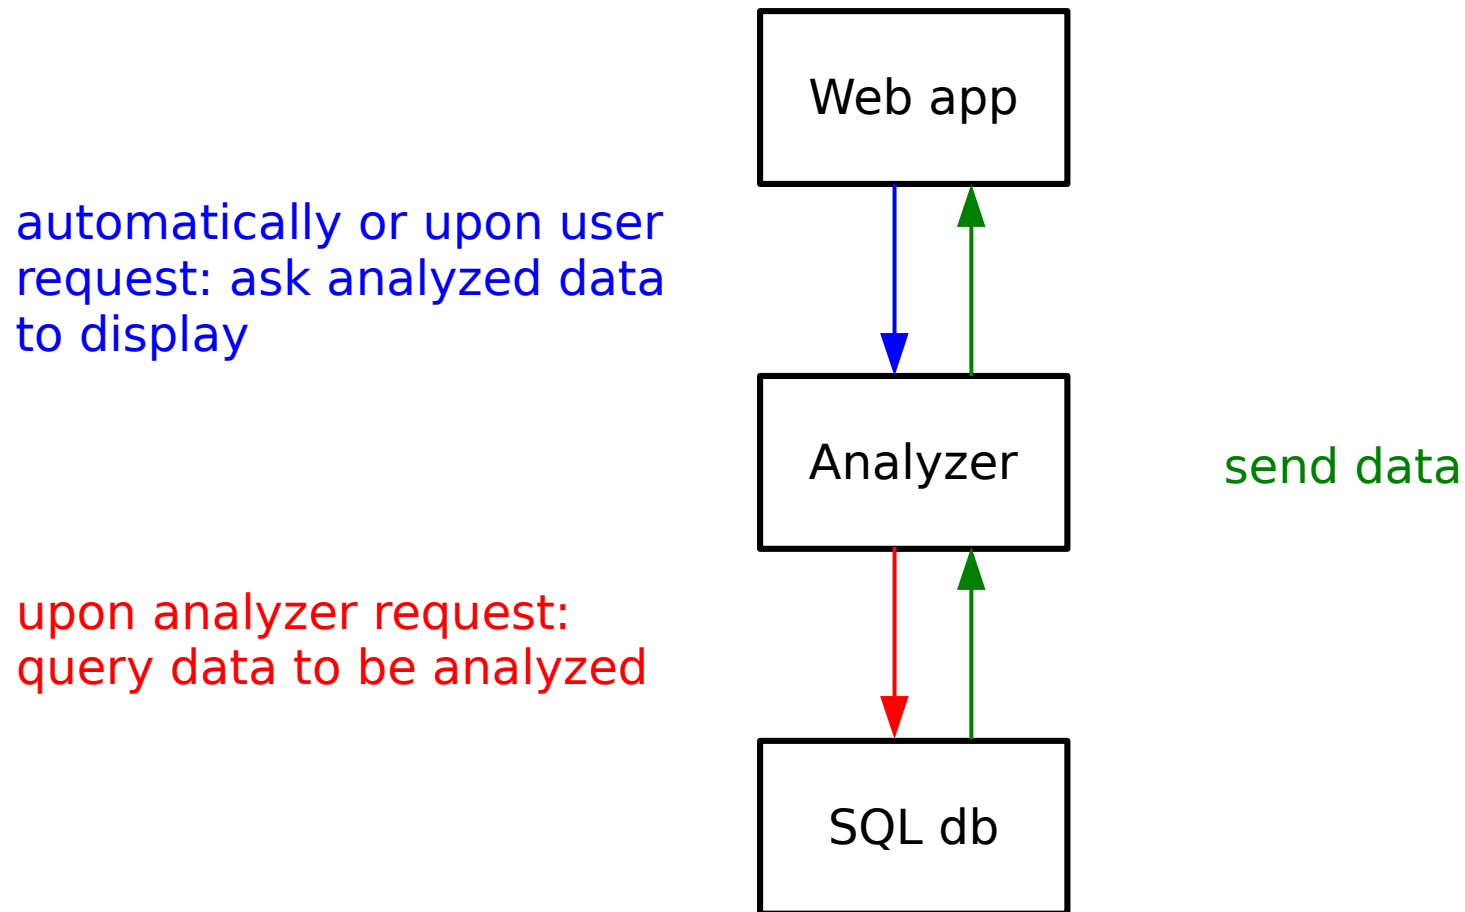 Web app
automatically or upon user
request: ask analyzed data
to display
Analyzer
send data
upon analyzer request:
query data to be analyzed
SQL db